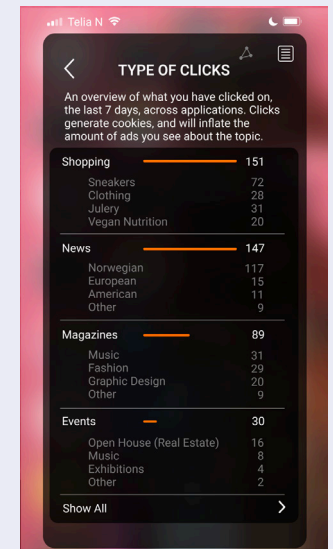 Telia N
TYPE OF CLICKS
An overview of what you have clicked on,
the last 7 days, across applications. Clicks
generate cookies, and will inflate the
amount of ads you see about the topic.
Shopping 151
Sneakers 72
Clothing 28
Julery 31
Vegan Nutrition 20
News 147
Norwegian 117
European 15
American 11
Other 9
Magazines 89
Music 31
Fashion 29
Graphic Design 20
Other 9
Events 30
Open House (Real Estate) 16
Music 8
Exhibitions 4
Other 2
Show All